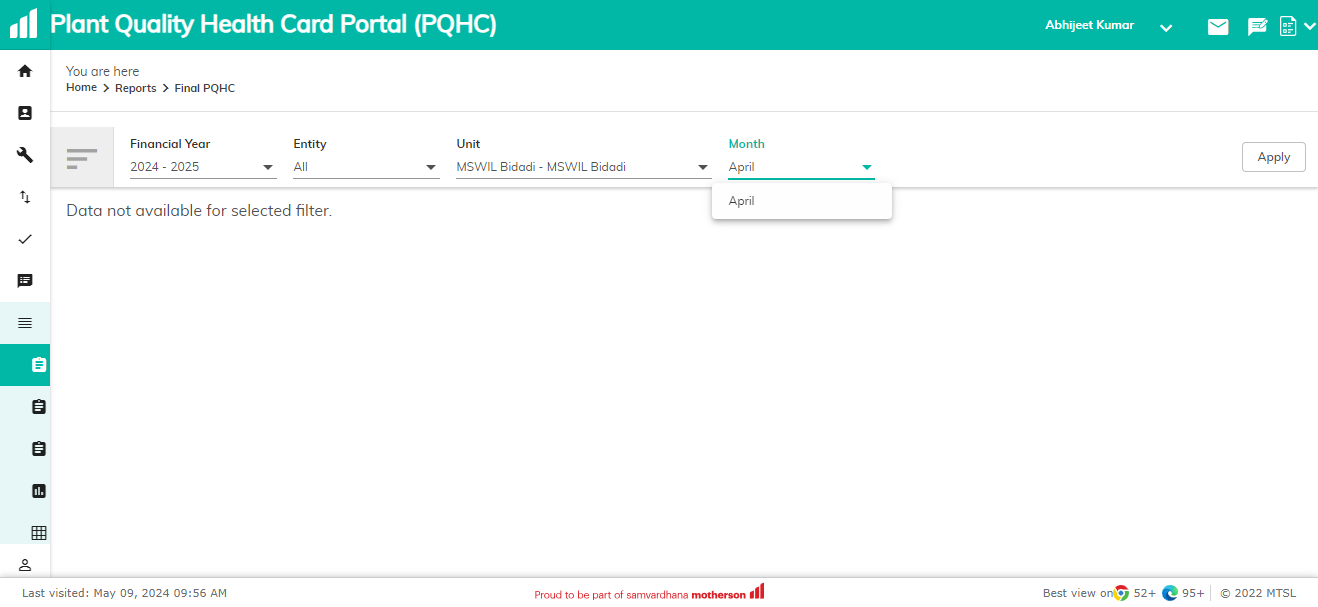 Plant Quality Health Card Portal (PQHC)
Abhijeet Kumar
You are here
Home > Reports > Final PQHC
Financial Year Entity Unit Month
2024 - 2025 All MSWIL Bidadi - MSWIL Bidadi April
Apply
April
Data not available for selected filter.
Last visited: May 09, 2024 09:56 AM
Proud to be part of samvardhana motherson
Best view on 52+ 95+ © 2022 MTSL